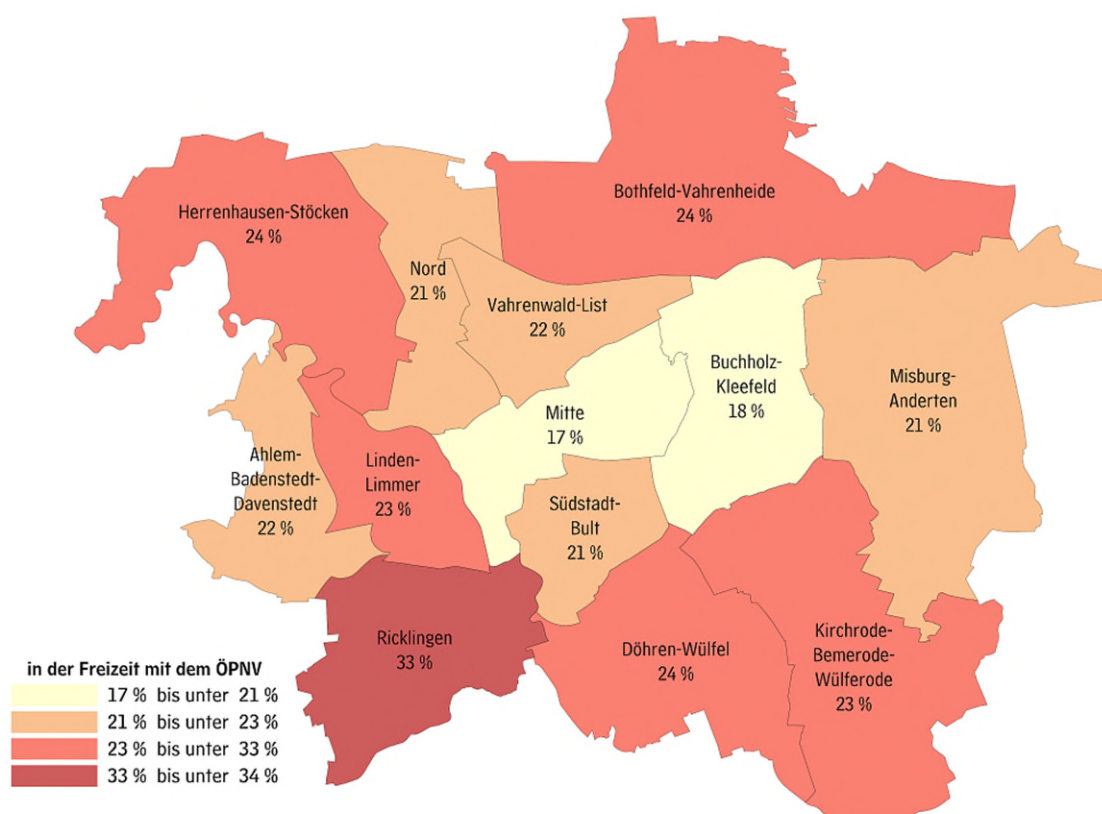 Bothfeld-Vahrenheide
24 %
Herrenhausen-Stöcken
24 %
Nord
21 %
Vahrenwald-List
22 %
Buchholz-
Kleefeld
18 %
Misburg-
Anderten
21 %
Mitte
17 %
Ahlem-
Badenstedt-
Davenstedt
22 %
Linden-
Limmer
23 %
Südstadt-
Bult
21 %
Ricklingen
33 %
Döhren-Wülfel
24 %
Kirchrode-
Bemerode-
Wülferode
23 %
in der Freizeit mit dem ÖPNV
17 % bis unter 21 %
21 % bis unter 23 %
23 % bis unter 33 %
33 % bis unter 34 %